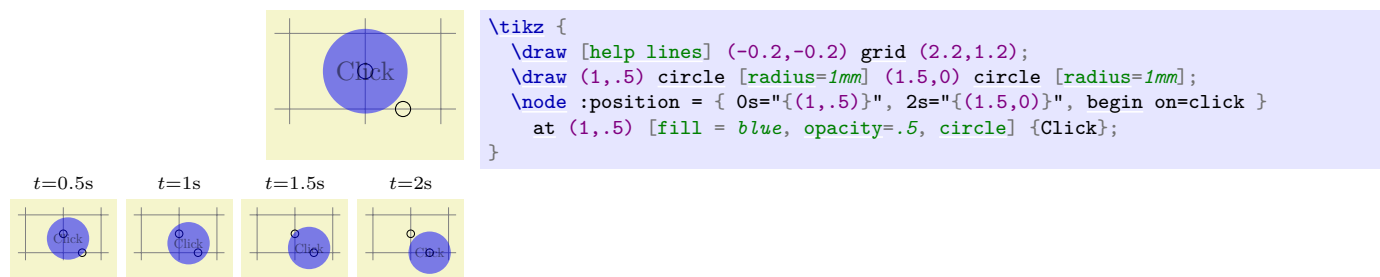 Click
\tikz {
\draw [help lines] (-0.2,-0.2) grid (2.2,1.2);
\draw (1,.5) circle [radius=1mm] (1.5,0) circle [radius=1mm];
\node :position = { 0s="{(1,.5)}", 2s="{(1.5,0)}", begin on=click }
at (1,.5) [fill = blue, opacity=.5, circle] {Click};
}
t=0.5s t=1s t=1.5s t=2s
Click Click Click Click